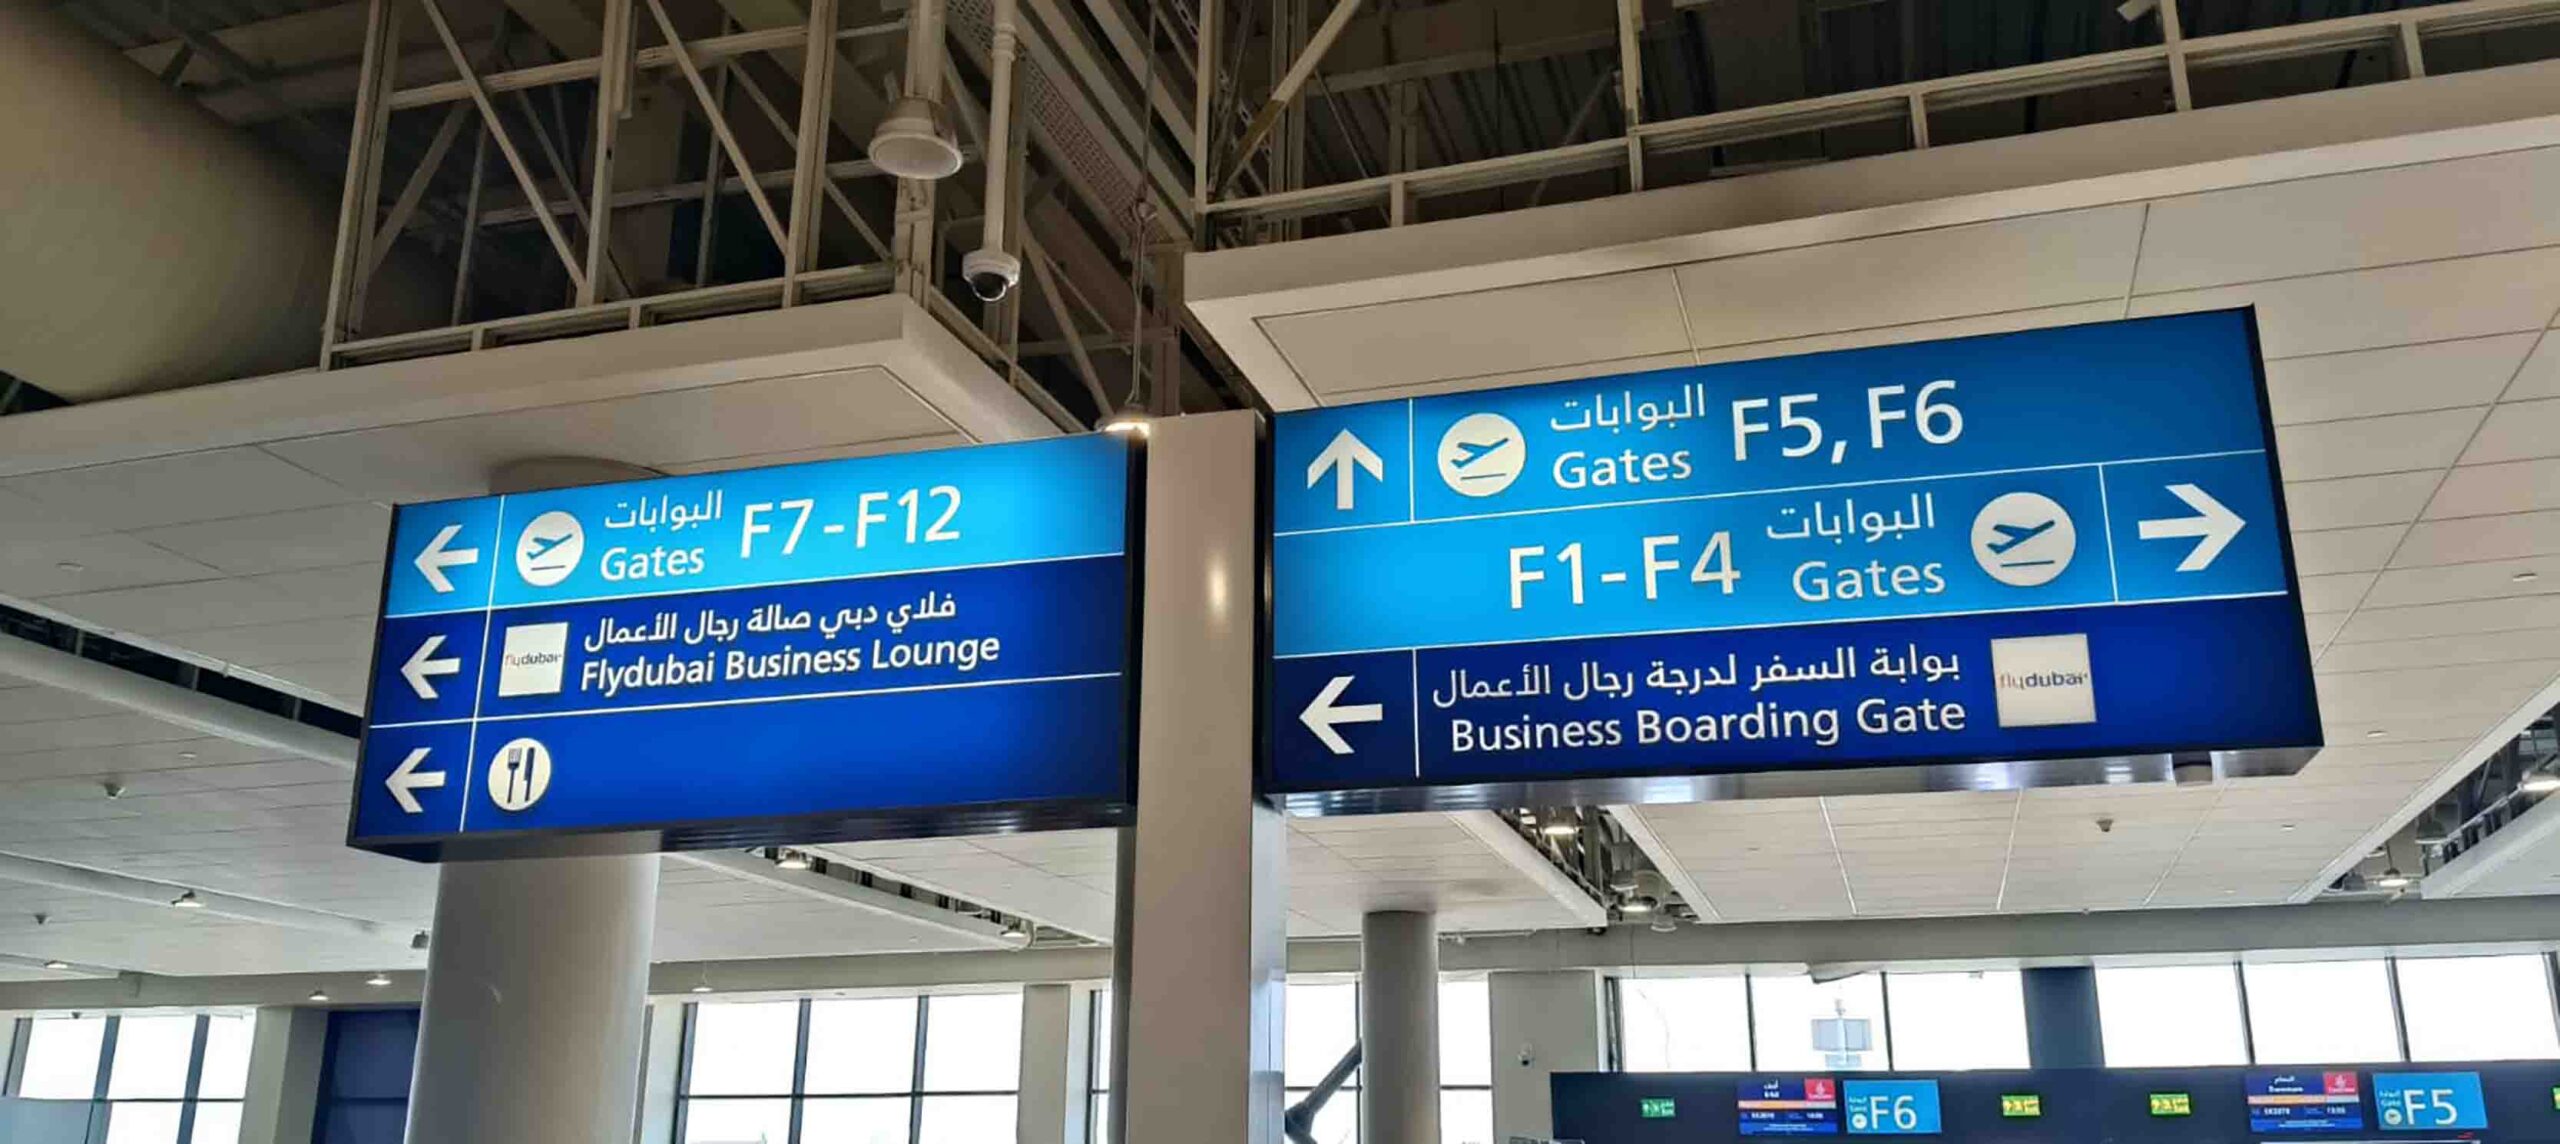 البوابات
Gates F7-F12
فلاي دبي صالة رجال الأعمال
flydubai
Flydubai Business Lounge
البوابات
Gates F5, F6
البوابات
F1-F4 Gates
بوابة السفر لدرجة رجال الأعمال
Business Boarding Gate
flydubai
F6
Gate
F5